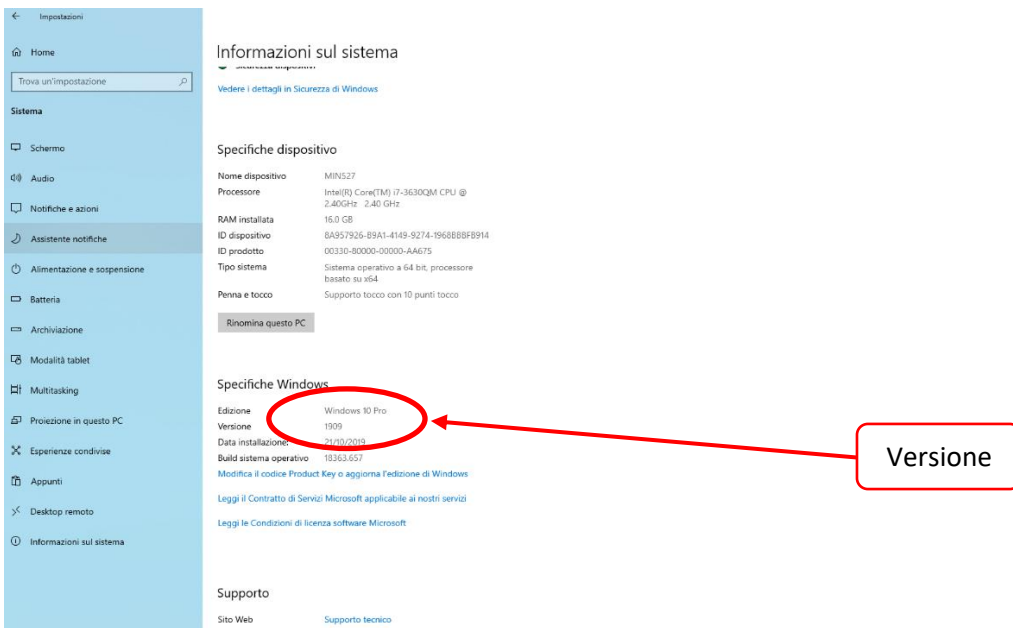 Impostazioni
Home
Trova un'impostazione
Sistema
Schermo
Audio
Notifiche e azioni
Assistente notifiche
Alimentazione e sospensione
Batteria
Archiviazione
Modalità tablet
Multitasking
Proiezione in questo PC
Esperienze condivise
Appunti
Desktop remoto
Informazioni sul sistema
Informazioni sul sistema
Sicurezza dispositivi
Vedere i dettagli in Sicurezza di Windows
Specifiche dispositivo
Nome dispositivo MIN527
Processore Intel(R) Core(TM) i7-3630QM CPU @
2.40GHz 2.40 GHz
RAM installata 16.0 GB
ID dispositivo 8A957926-B9A1-4149-9274-1968BBBFB914
ID prodotto 00330-80000-00000-AA675
Tipo sistema Sistema operativo a 64 bit, processore
basato su x64
Penna e tocco Supporto tocco con 10 punti tocco
Rinomina questo PC
Specifiche Windows
Edizione Windows 10 Pro
Versione 1909
Data installazione: 21/10/2019
Build sistema operativo 18363.657
Modifica il codice Product Key o aggiorna l'edizione di Windows
Leggi il Contratto di Servizi Microsoft applicabile ai nostri servizi
Leggi le Condizioni di licenza software Microsoft
Supporto
Sito Web Supporto tecnico
Versione